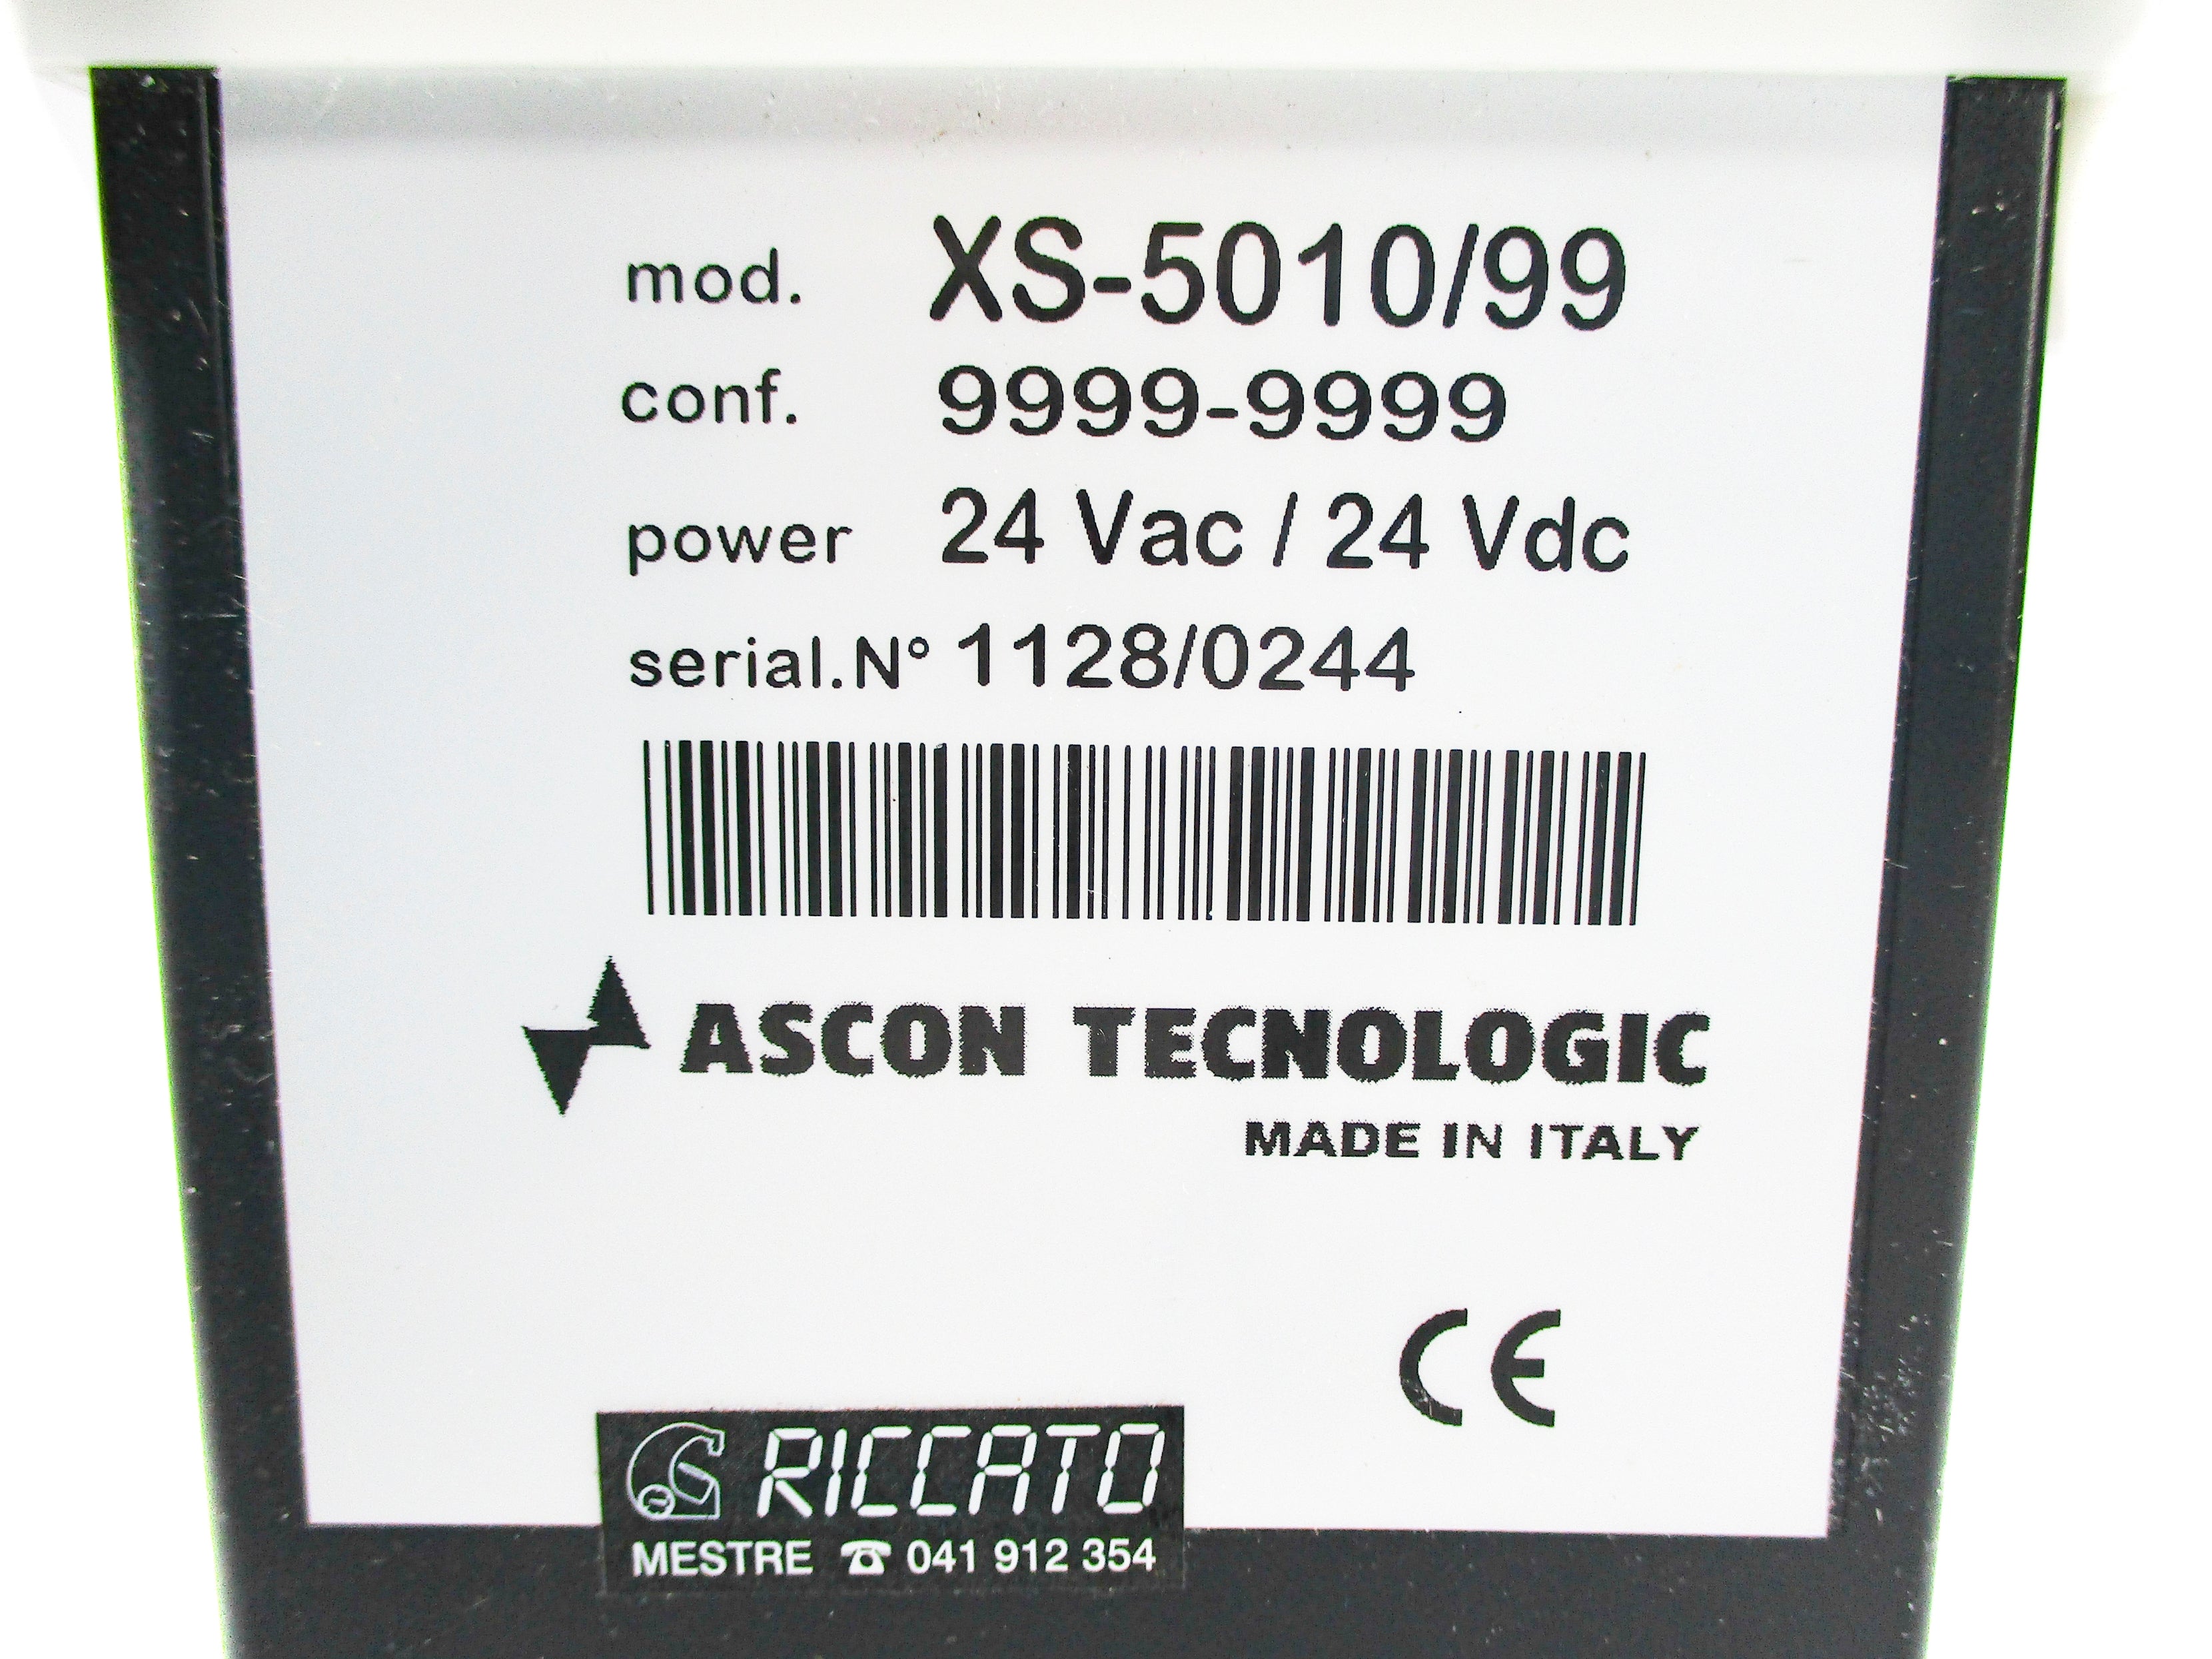 mod. XS-5010/99
conf. 9999-9999
power 24 Vac / 24 Vdc
serial.N° 1128/0244
ASCON TECNOLOGIC
MADE IN ITALY
CE
RICCATO
MESTRE ☎ 041 912 354